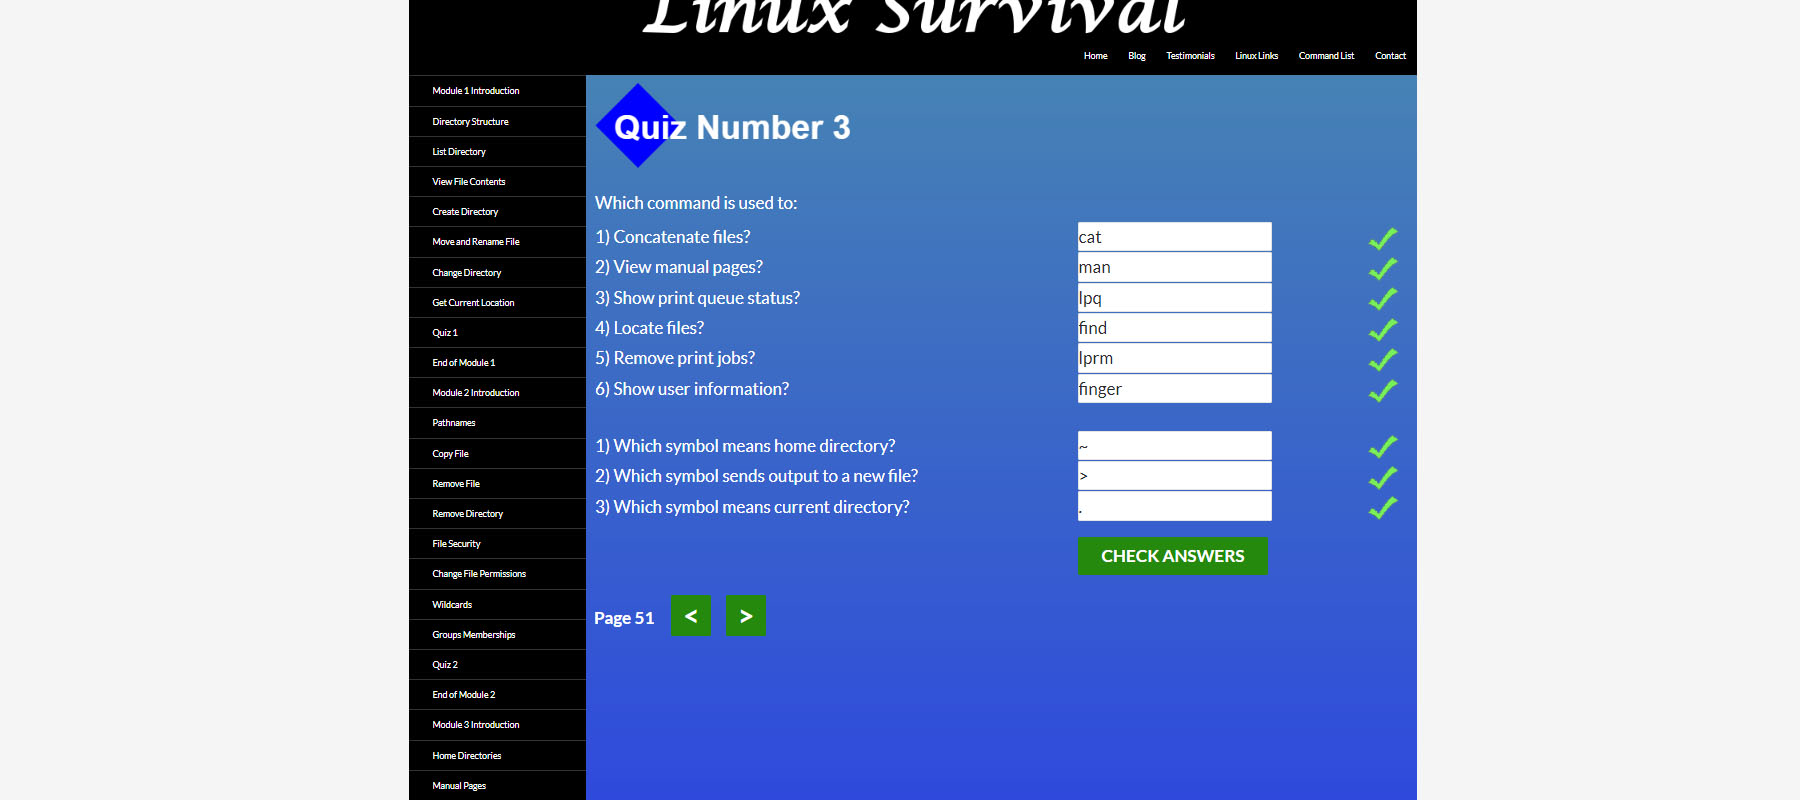 Linux Survival
Home Blog Testimonials Linux Links Command List Contact
Module 1 Introduction
Directory Structure
List Directory
View File Contents
Create Directory
Move and Rename File
Change Directory
Get Current Location
Quiz 1
End of Module 1
Module 2 Introduction
Pathnames
Copy File
Remove File
Remove Directory
File Security
Change File Permissions
Wildcards
Groups Memberships
Quiz 2
End of Module 2
Module 3 Introduction
Home Directories
Manual Pages
Quiz Number 3
Which command is used to:
1) Concatenate files? cat
2) View manual pages? man
3) Show print queue status? lpq
4) Locate files? find
5) Remove print jobs? lprm
6) Show user information? finger
1) Which symbol means home directory? ~
2) Which symbol sends output to a new file? >
3) Which symbol means current directory? .
CHECK ANSWERS
Page 51 < >